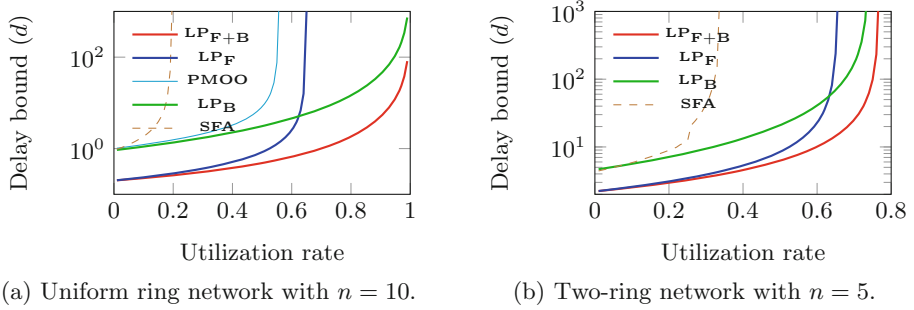 Delay bound (d)
10^2
10^0
LP_F+B
LP_F
PMOO
LP_B
SFA
0 0.2 0.4 0.6 0.8 1
Utilization rate
(a) Uniform ring network with n = 10.
Delay bound (d)
10^3
10^2
10^1
LP_F+B
LP_F
LP_B
SFA
0 0.2 0.4 0.6 0.8
Utilization rate
(b) Two-ring network with n = 5.